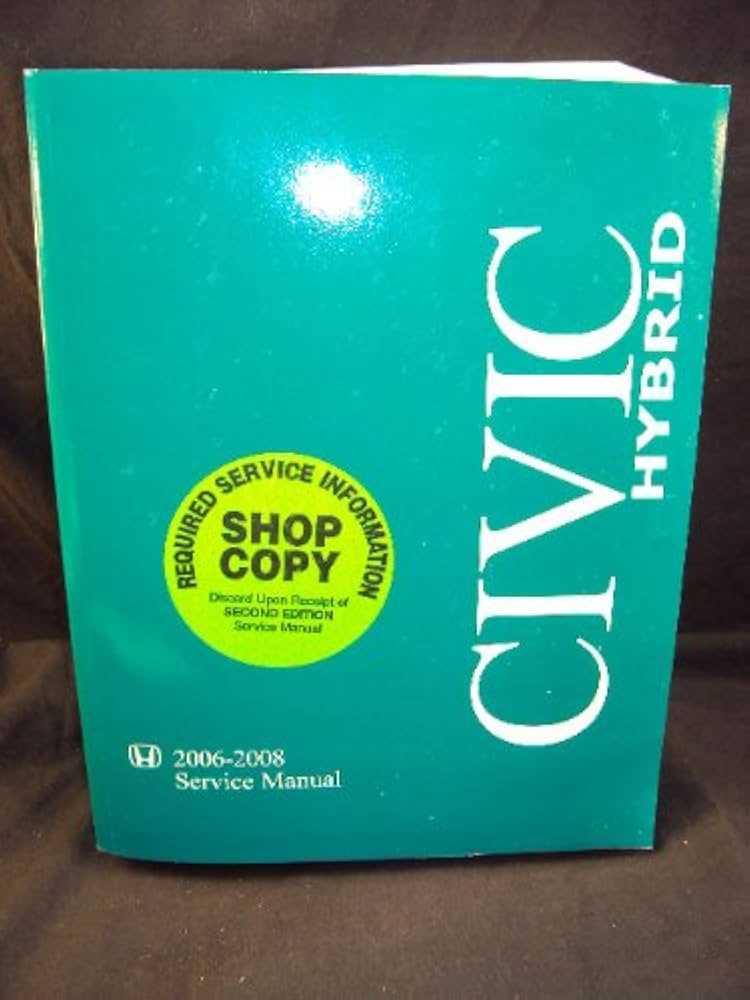 CIVIC
HYBRID
REQUIRED SERVICE INFORMATION
SHOP
COPY
Discard Upon Receipt of
SECOND EDITION
Service Manual
2006-2008
Service Manual